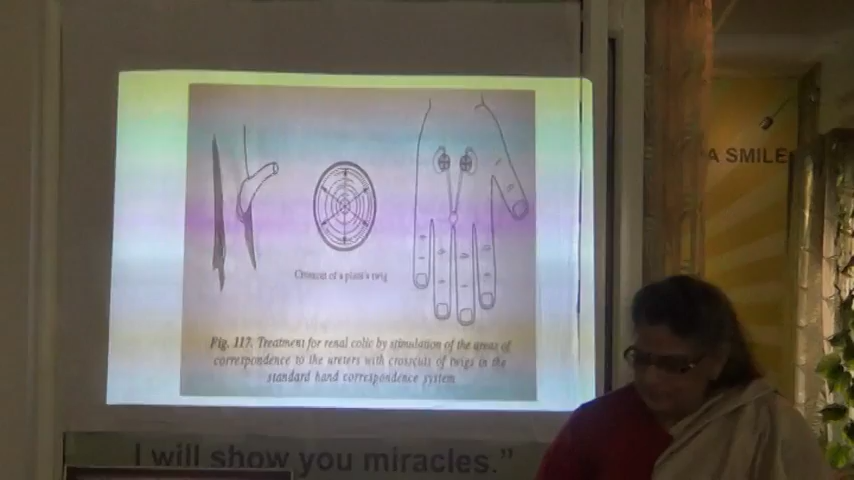 A SMILE
Crosscut of a plant's twig
Fig. 117. Treatment for renal colic by stimulation of the areas of
correspondence to the ureters with crosscuts of twigs in the
standard hand correspondence system
I will show you miracles."